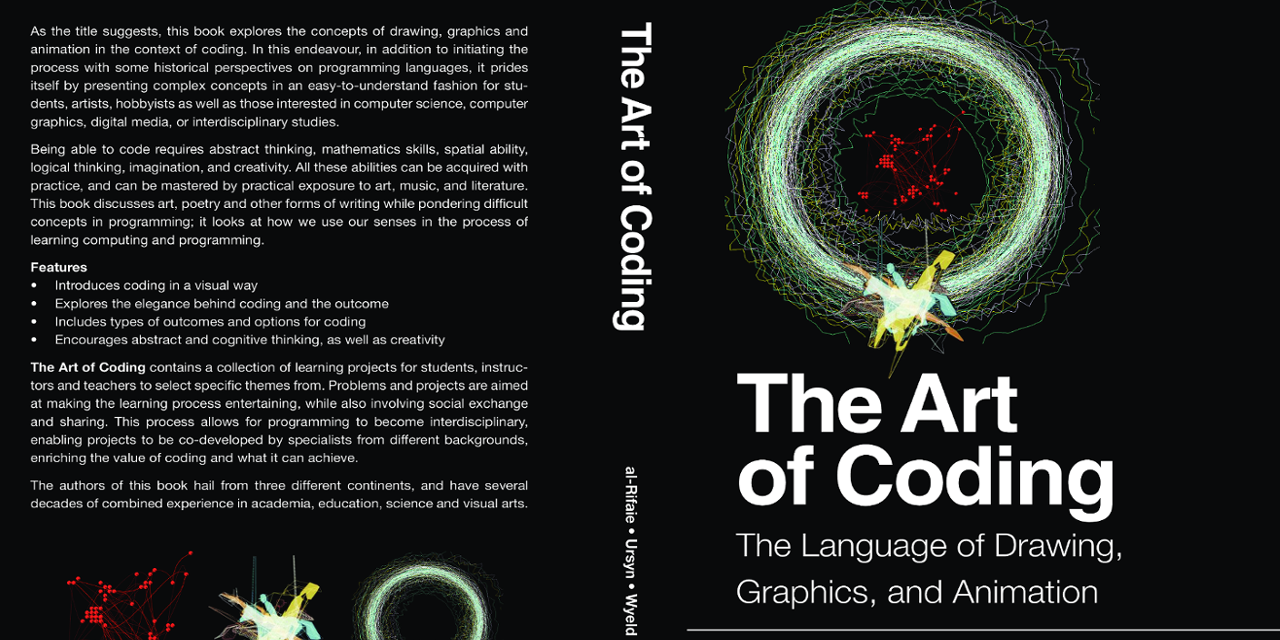 As the title suggests, this book explores the concepts of drawing, graphics and
animation in the context of coding. In this endeavour, in addition to initiating the
process with some historical perspectives on programming languages, it prides
itself by presenting complex concepts in an easy-to-understand fashion for stu-
dents, artists, hobbyists as well as those interested in computer science, computer
graphics, digital media, or interdisciplinary studies.
Being able to code requires abstract thinking, mathematics skills, spatial ability,
logical thinking, imagination, and creativity. All these abilities can be acquired with
practice, and can be mastered by practical exposure to art, music, and literature.
This book discusses art, poetry and other forms of writing while pondering difficult
concepts in programming; it looks at how we use our senses in the process of
learning computing and programming.
Features
• Introduces coding in a visual way
• Explores the elegance behind coding and the outcome
• Includes types of outcomes and options for coding
• Encourages abstract and cognitive thinking, as well as creativity
The Art of Coding contains a collection of learning projects for students, instruc-
tors and teachers to select specific themes from. Problems and projects are aimed
at making the learning process entertaining, while also involving social exchange
and sharing. This process allows for programming to become interdisciplinary,
enabling projects to be co-developed by specialists from different backgrounds,
enriching the value of coding and what it can achieve.
The authors of this book hail from three different continents, and have several
decades of combined experience in academia, education, science and visual arts.
The Art of Coding
al-Rifaie • Ursyn • Wyeld
The Art
of Coding
The Language of Drawing,
Graphics, and Animation